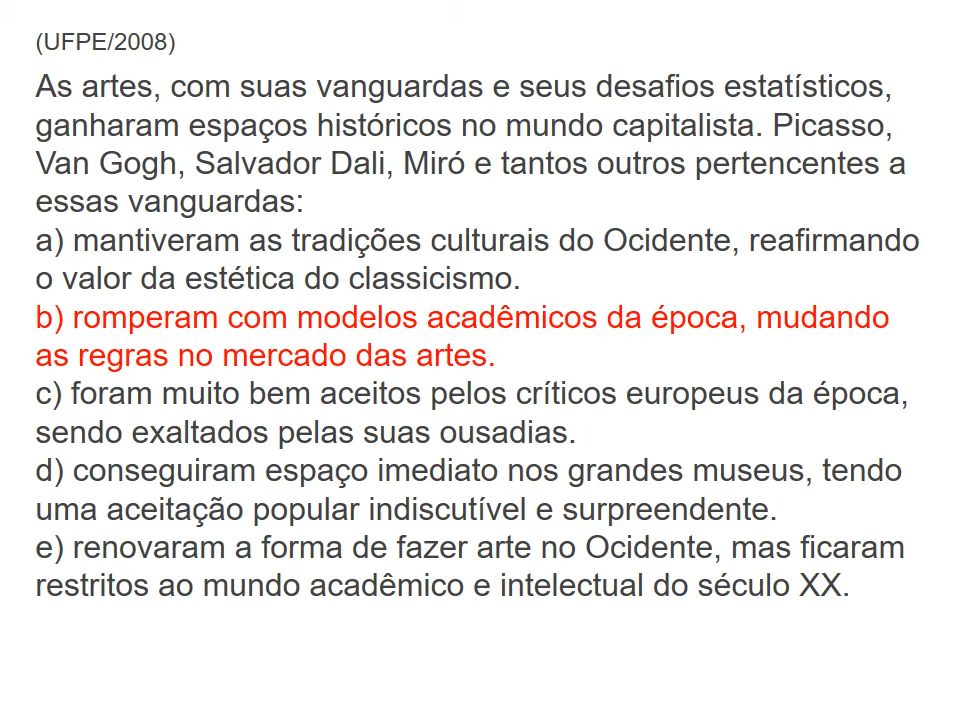 (UFPE/2008)
As artes, com suas vanguardas e seus desafios estatísticos,
ganharam espaços históricos no mundo capitalista. Picasso,
Van Gogh, Salvador Dali, Miró e tantos outros pertencentes a
essas vanguardas:
a) mantiveram as tradições culturais do Ocidente, reafirmando
o valor da estética do classicismo.
b) romperam com modelos acadêmicos da época, mudando
as regras no mercado das artes.
c) foram muito bem aceitos pelos críticos europeus da época,
sendo exaltados pelas suas ousadias.
d) conseguiram espaço imediato nos grandes museus, tendo
uma aceitação popular indiscutível e surpreendente.
e) renovaram a forma de fazer arte no Ocidente, mas ficaram
restritos ao mundo acadêmico e intelectual do século XX.